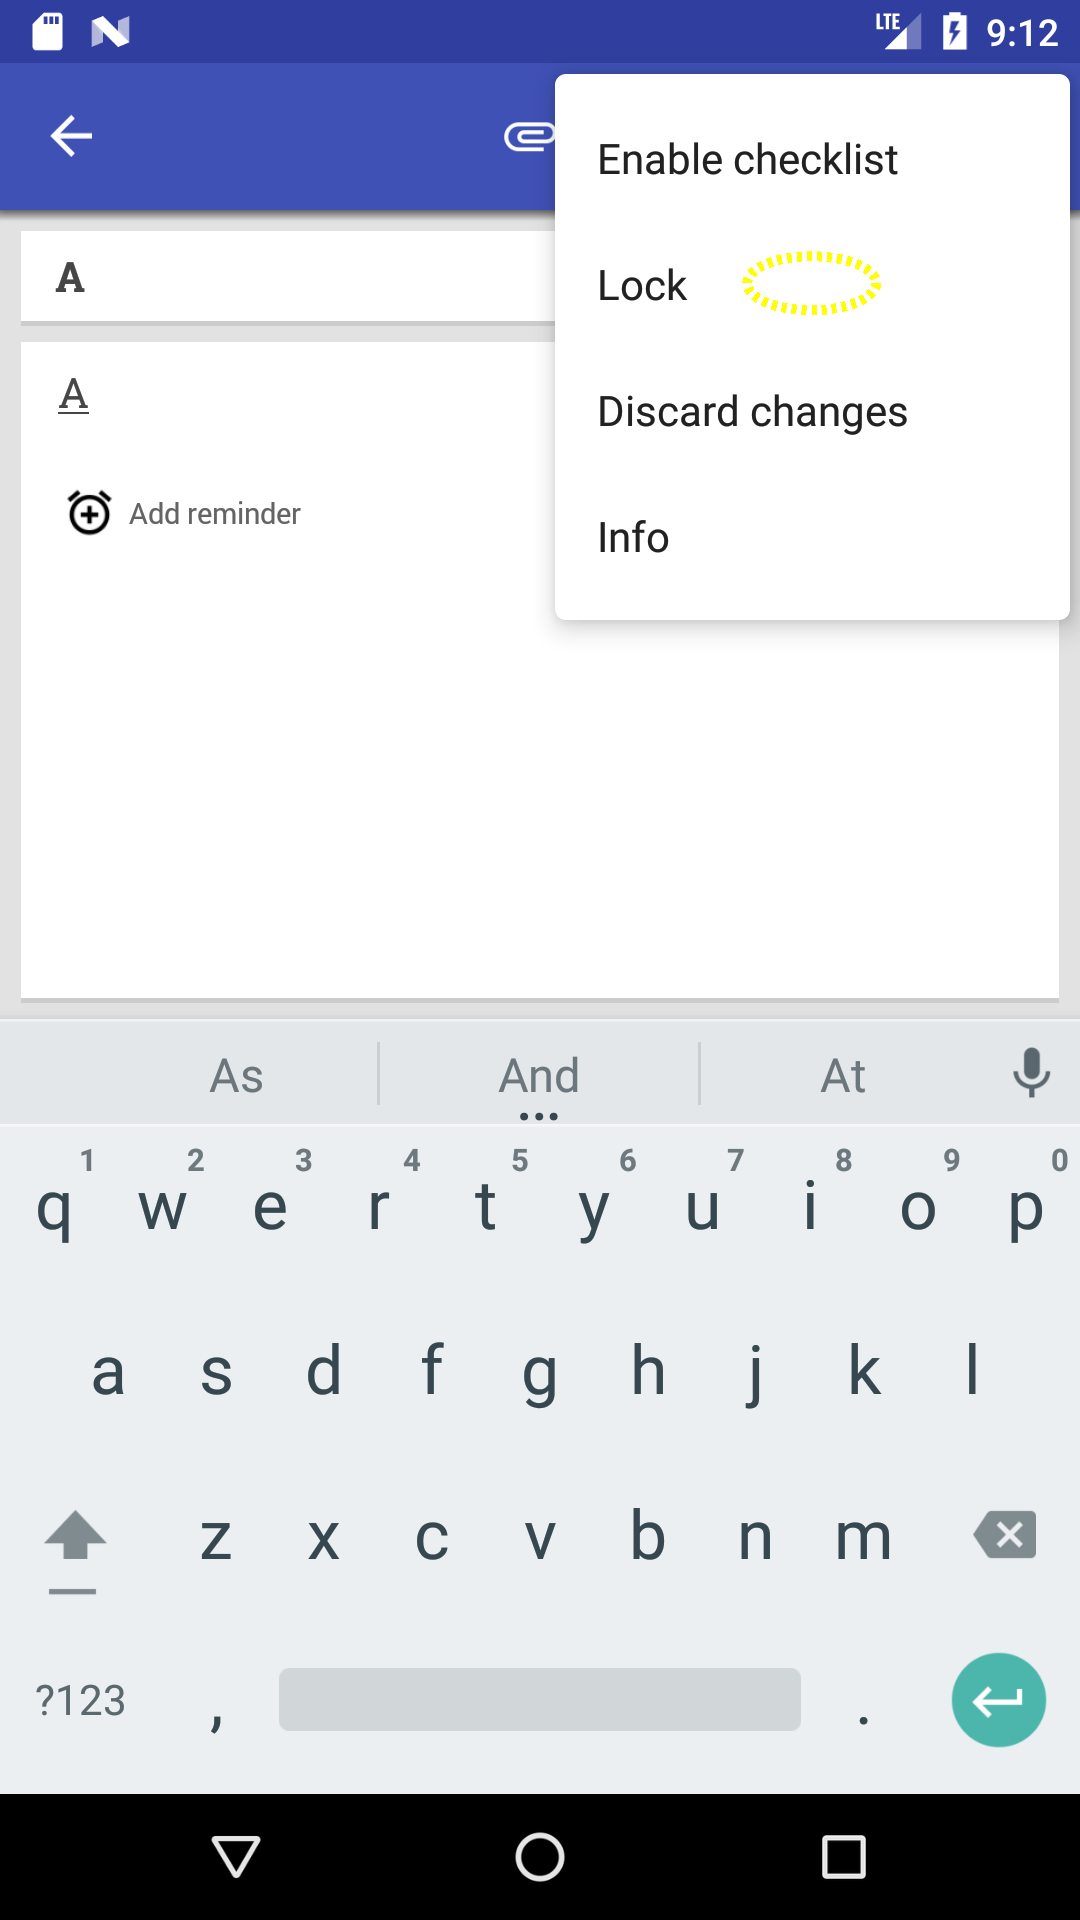 LTE 9:12
Enable checklist
A
Lock
Discard changes
A
Add reminder
Info
As And At
1 2 3 4 5 6 7 8 9 0
q w e r t y u i o p
a s d f g h j k l
z x c v b n m
?123 , .